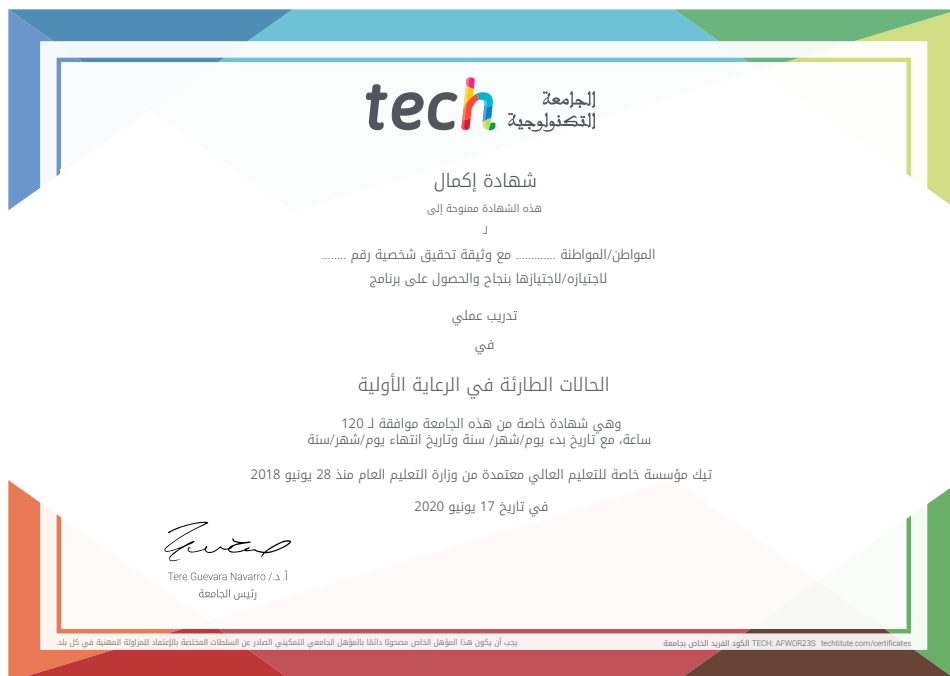 tech الجامعة
التكنولوجية
شهادة إكمال
هذه الشهادة ممنوحة إلى
لـ
المواطن/المواطنة ............. مع وثيقة تحقيق شخصية رقم ........
لاجتيازه/لاجتيازها بنجاح والحصول على برنامج
تدريب عملي
في
الحالات الطارئة في الرعاية الأولية
وهي شهادة خاصة من هذه الجامعة موافقة لـ 120
ساعة، مع تاريخ بدء يوم/شهر/ سنة وتاريخ انتهاء يوم/شهر/سنة
تيك مؤسسة خاصة للتعليم العالي معتمدة من وزارة التعليم العام منذ 28 يونيو 2018
في تاريخ 17 يونيو 2020
أ. د./ Tere Guevara Navarro
رئيس الجامعة
يجب أن يكون هذا المؤهل الخاص مصحوبًا دائمًا بالمؤهل الجامعي التمكيني الصادر عن السلطات المختصة بالإعتماد للمزاولة المهنية في كل بلد.
الكود الفريد الخاص بجامعة TECH: AFWOR23S techtitute.com/certificates